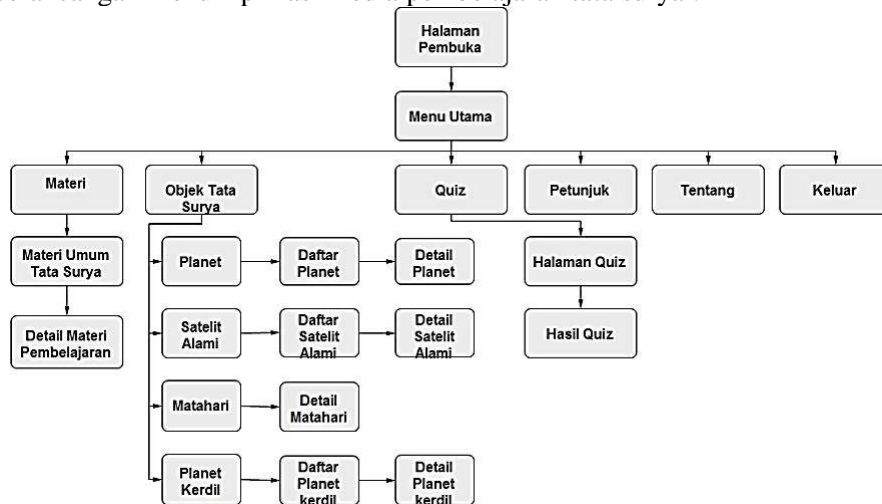 Halaman
Pembuka
Menu Utama
Materi
Objek Tata
Surya
Quiz
Petunjuk
Tentang
Keluar
Materi Umum
Tata Surya
Planet
Daftar
Planet
Detail
Planet
Halaman Quiz
Detail Materi
Pembelajaran
Satelit
Alami
Daftar
Satelit
Alami
Detail
Satelit
Alami
Hasil Quiz
Matahari
Detail
Matahari
Planet
Kerdil
Daftar
Planet
kerdil
Detail
Planet
kerdil